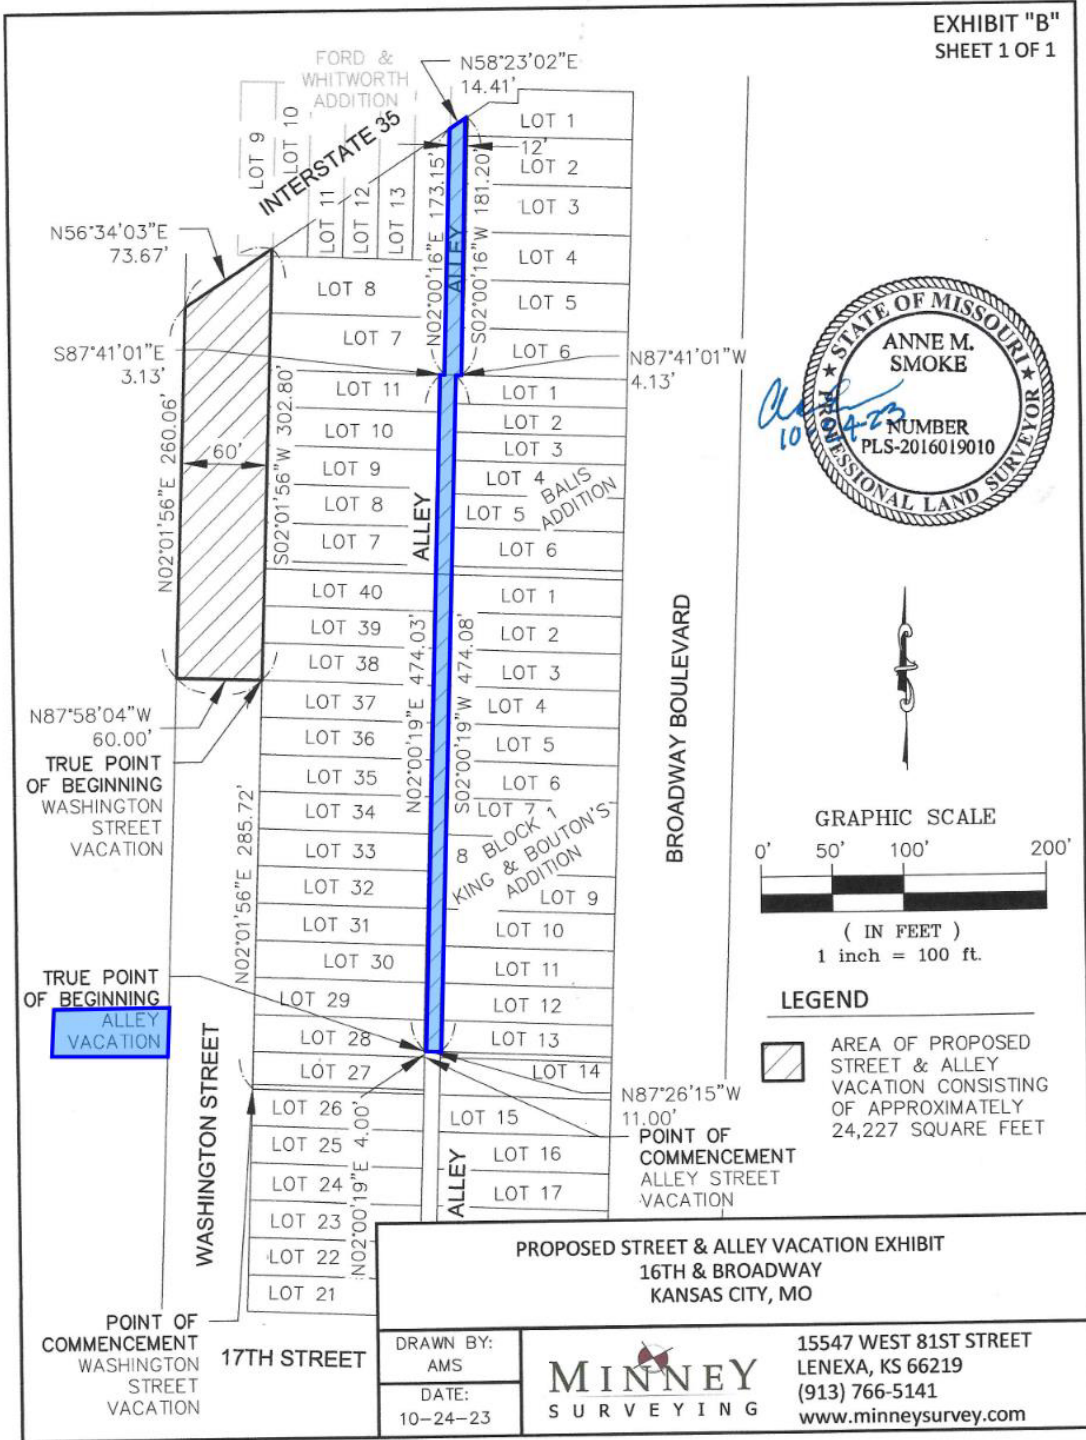 EXHIBIT "B"
SHEET 1 OF 1
FORD &
WHITWORTH
ADDITION
N58°23'02"E
14.41'
LOT 9
LOT 10
INTERSTATE 35
LOT 11
LOT 12
LOT 13
12'
N02°00'16"E 173.15'
ALLEY
S02°00'16"W 181.20'
LOT 1
LOT 2
LOT 3
LOT 4
LOT 5
LOT 6
N56°34'03"E
73.67'
LOT 8
LOT 7
S87°41'01"E
3.13'
N87°41'01"W
4.13'
N02°01'56"E 260.06'
60'
S02°01'56"W 302.80'
LOT 11
LOT 10
LOT 9
LOT 8
LOT 7
ALLEY
LOT 1
LOT 2
LOT 3
LOT 4
LOT 5
LOT 6
BALIS
ADDITION
STATE OF MISSOURI
ANNE M.
SMOKE
NUMBER
PLS-2016019010
PROFESSIONAL LAND SURVEYOR
10-24-23
LOT 40
LOT 39
LOT 38
LOT 37
LOT 36
LOT 35
LOT 34
LOT 33
LOT 32
LOT 31
LOT 30
LOT 29
LOT 28
LOT 27
LOT 26
LOT 25
LOT 24
LOT 23
LOT 22
LOT 21
N02°00'19"E 474.03'
S02°00'19"W 474.08'
LOT 1
LOT 2
LOT 3
LOT 4
LOT 5
LOT 6
LOT 7
8
BLOCK 1
KING & BOUTON'S
ADDITION
LOT 9
LOT 10
LOT 11
LOT 12
LOT 13
LOT 14
LOT 15
LOT 16
LOT 17
BROADWAY BOULEVARD
N87°58'04"W
60.00'
TRUE POINT
OF BEGINNING
WASHINGTON
STREET
VACATION
N02°01'56"E 285.72'
TRUE POINT
OF BEGINNING
ALLEY
VACATION
WASHINGTON STREET
N02°00'19"E 4.00'
ALLEY
N87°26'15"W
11.00'
POINT OF
COMMENCEMENT
ALLEY STREET
VACATION
GRAPHIC SCALE
0' 50' 100' 200'
( IN FEET )
1 inch = 100 ft.
LEGEND
AREA OF PROPOSED
STREET & ALLEY
VACATION CONSISTING
OF APPROXIMATELY
24,227 SQUARE FEET
POINT OF
COMMENCEMENT
WASHINGTON
STREET
VACATION
17TH STREET
PROPOSED STREET & ALLEY VACATION EXHIBIT
16TH & BROADWAY
KANSAS CITY, MO
DRAWN BY:
AMS
DATE:
10-24-23
MINNEY
SURVEYING
15547 WEST 81ST STREET
LENEXA, KS 66219
(913) 766-5141
www.minneysurvey.com